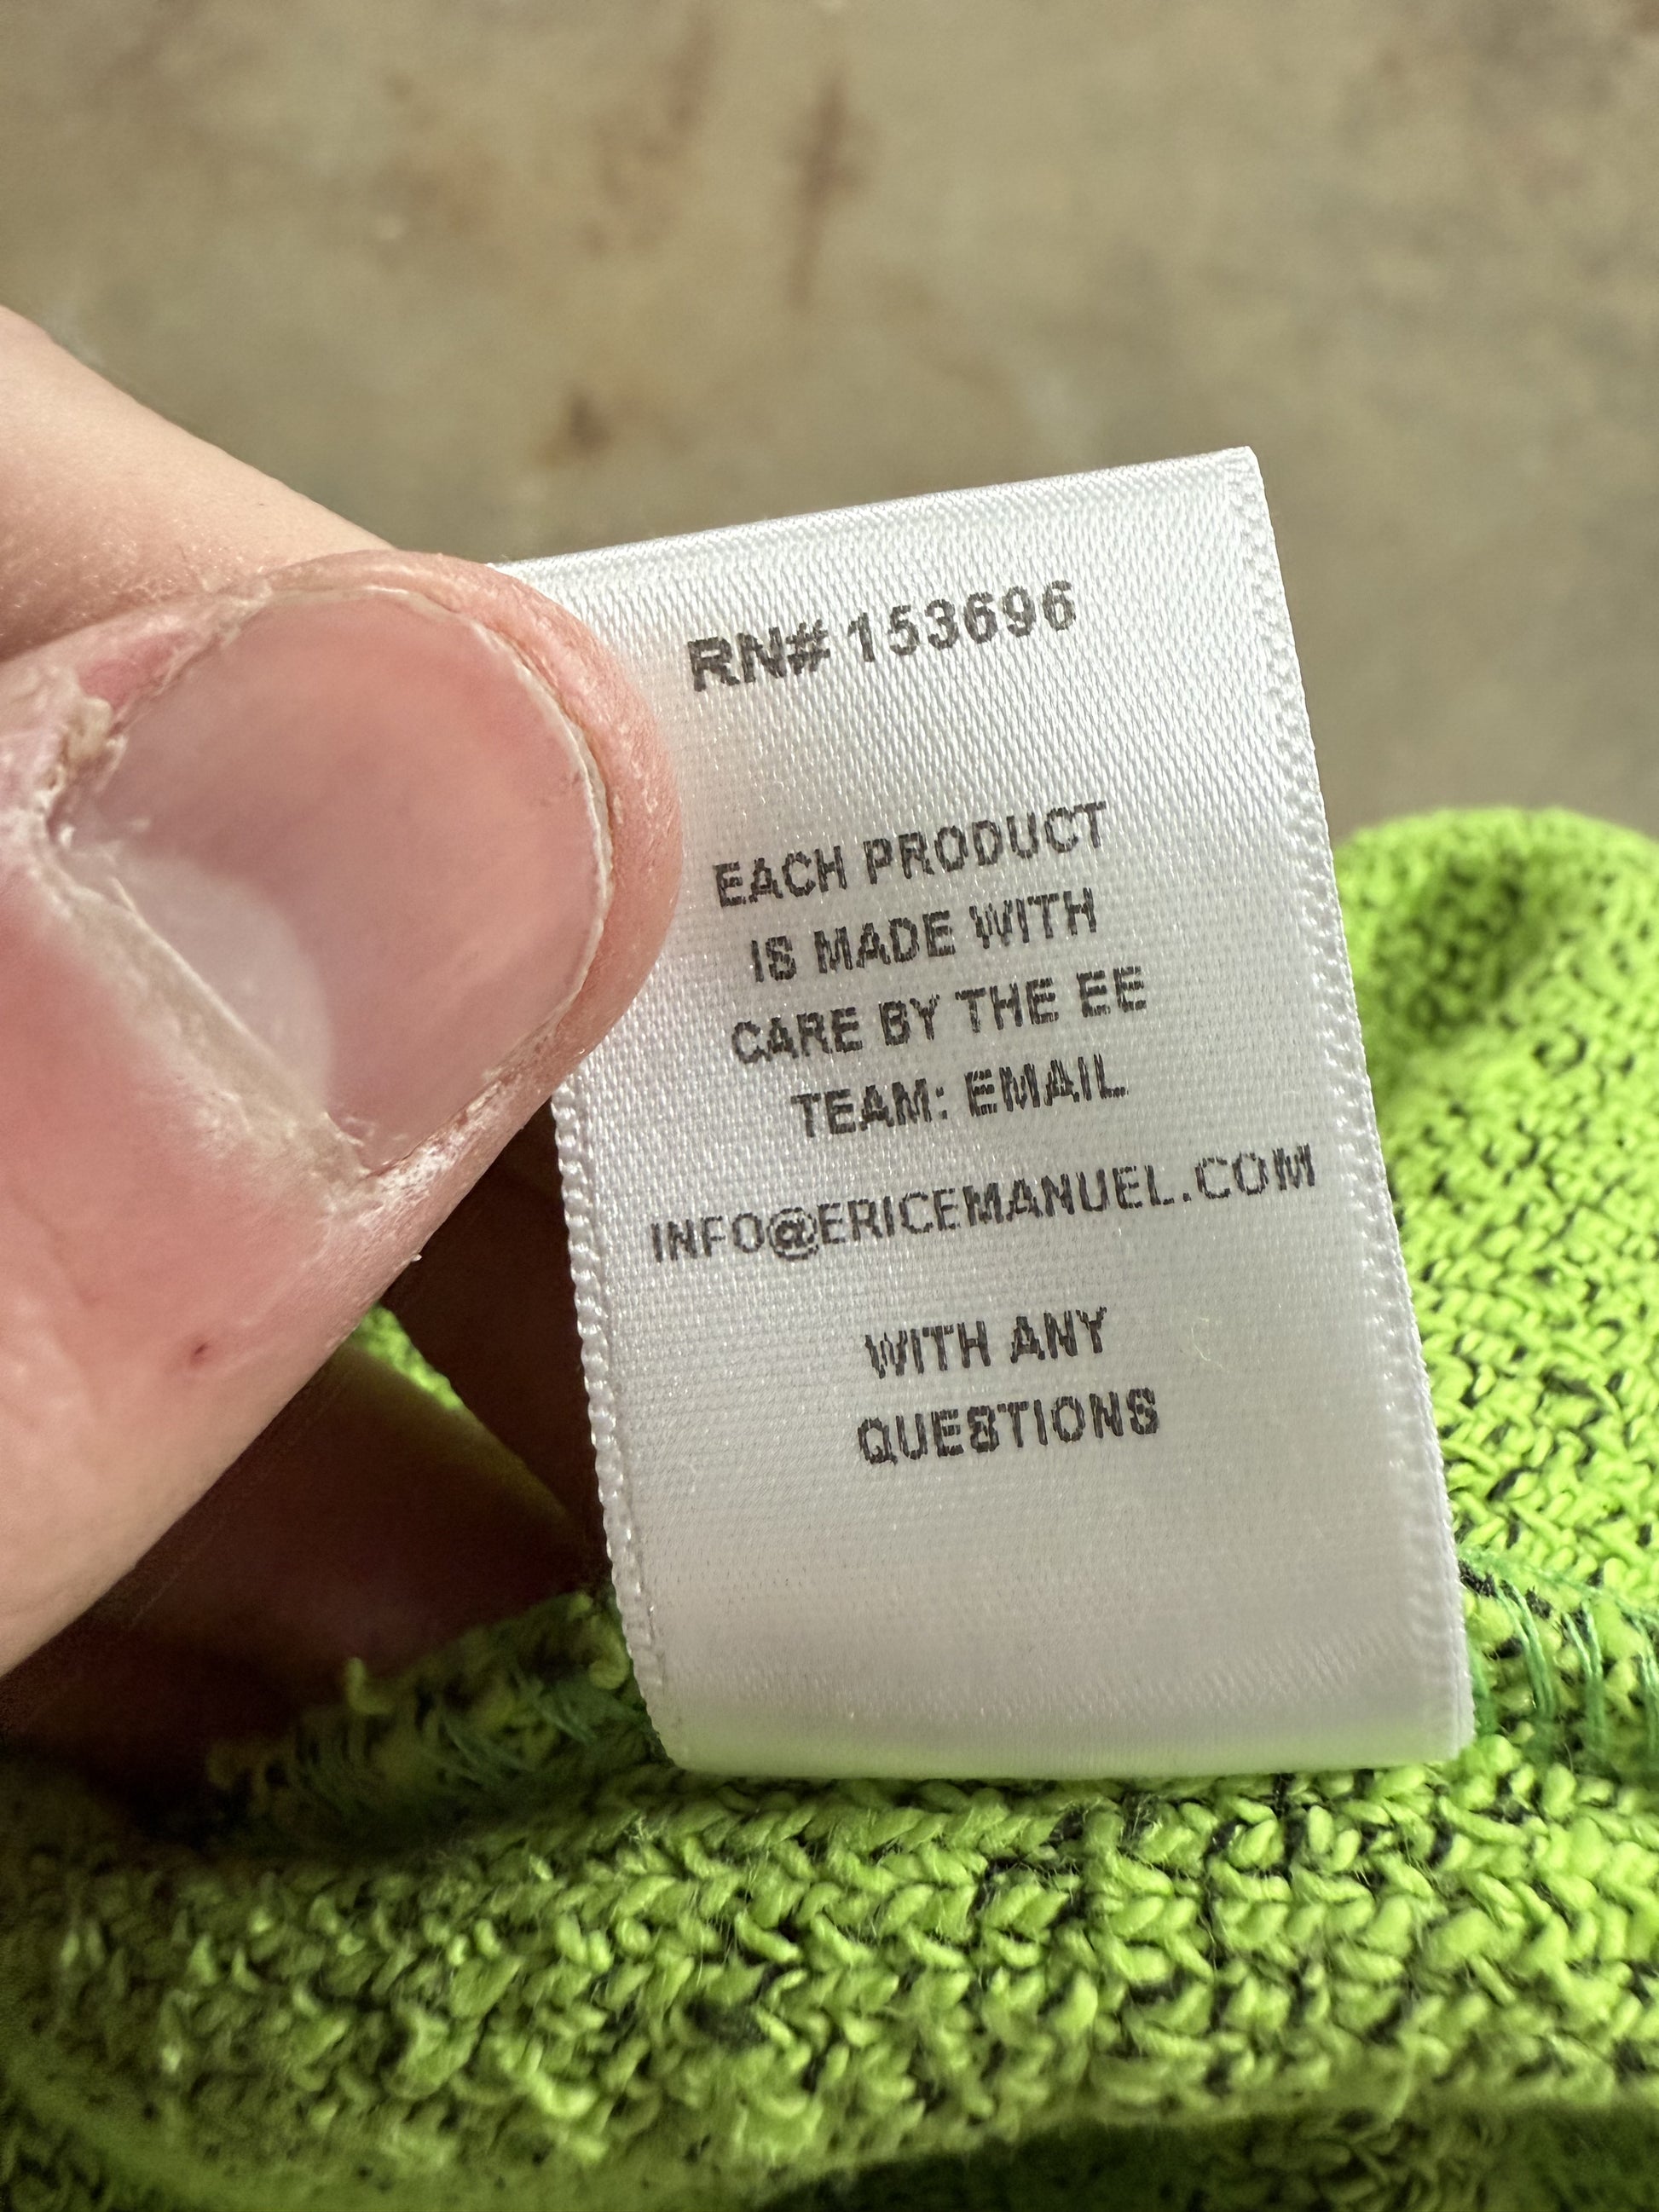 RN# 153696
EACH PRODUCT
IS MADE WITH
CARE BY THE EE
TEAM: EMAIL
INFO@ERICEMANUEL.COM
WITH ANY
QUESTIONS